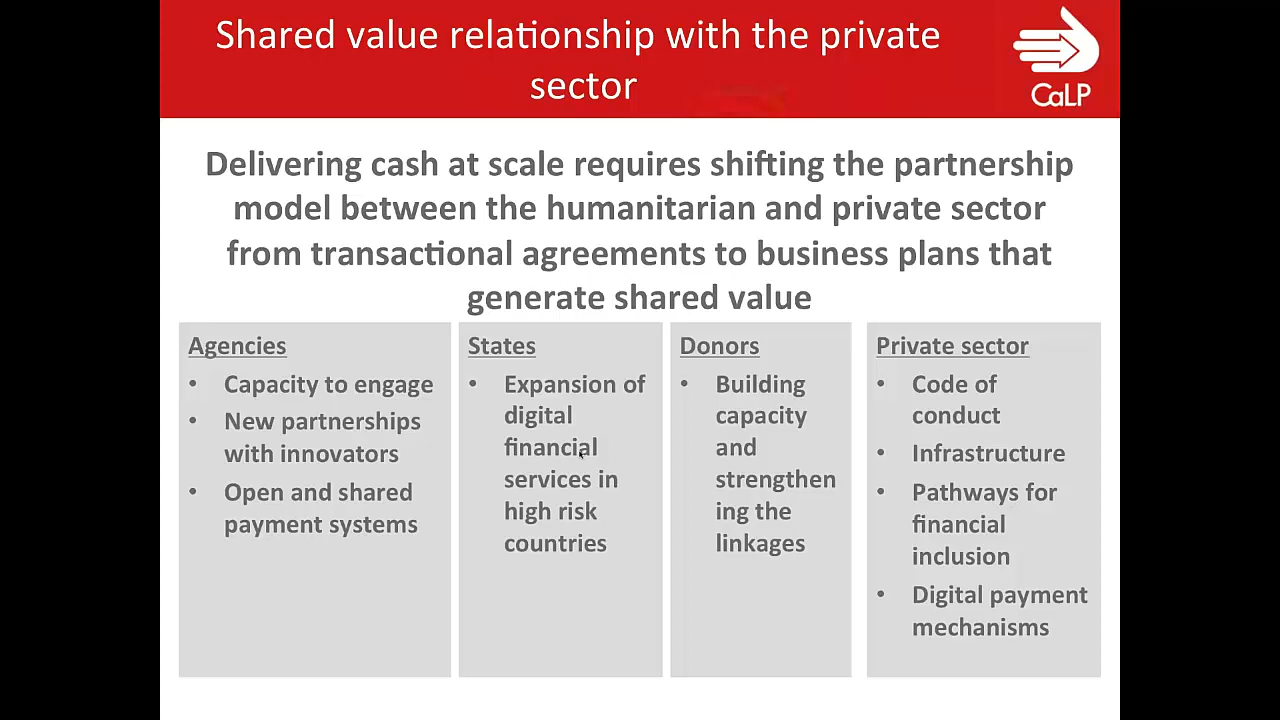 Shared value relationship with the private
sector
CaLP
Delivering cash at scale requires shifting the partnership
model between the humanitarian and private sector
from transactional agreements to business plans that
generate shared value
Agencies
• Capacity to engage
• New partnerships
with innovators
• Open and shared
payment systems
States
• Expansion of
digital
financial
services in
high risk
countries
Donors
• Building
capacity
and
strengthen
ing the
linkages
Private sector
• Code of
conduct
• Infrastructure
• Pathways for
financial
inclusion
• Digital payment
mechanisms